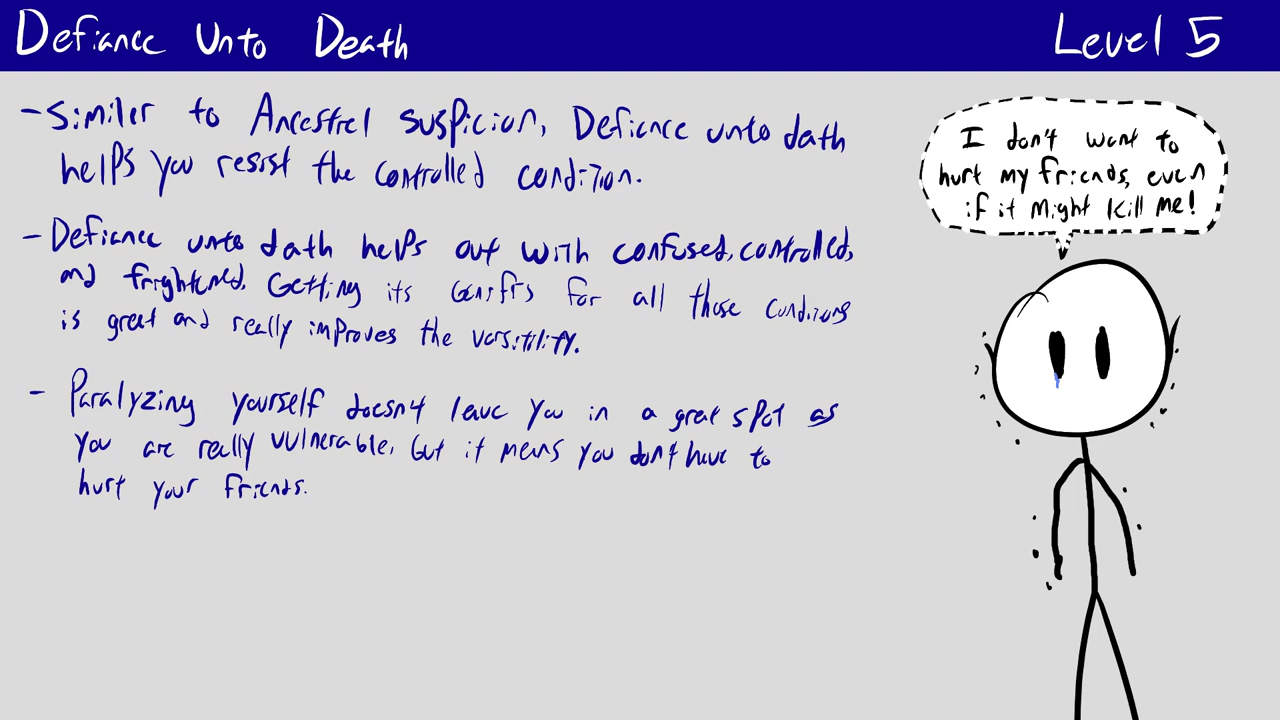 Defiance Unto Death
Level 5
- Similer to Ancestrel suspicion, Defiance unto dath
helps you resist the controlled condition.
- Defiance unto dath helps out with confused, controlled,
and frightened. Getting its benifits for all those conditions
is great and really improves the versitility.
- Paralyzing yourself doesn't leave you in a great spot as
you are really vulnerable, but it means you don't have to
hurt your friends.
I don't want to
hurt my friends, even
if it might kill me!